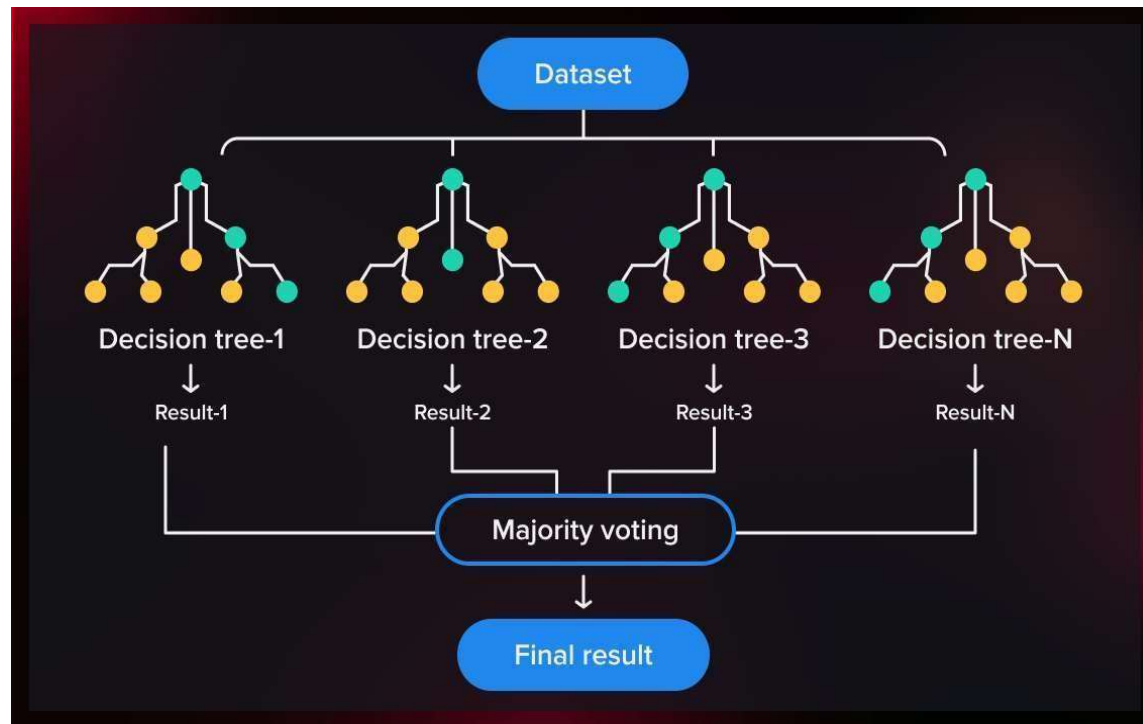 Dataset
Decision tree-1
Decision tree-2
Decision tree-3
Decision tree-N
Result-1
Result-2
Result-3
Result-N
Majority voting
Final result